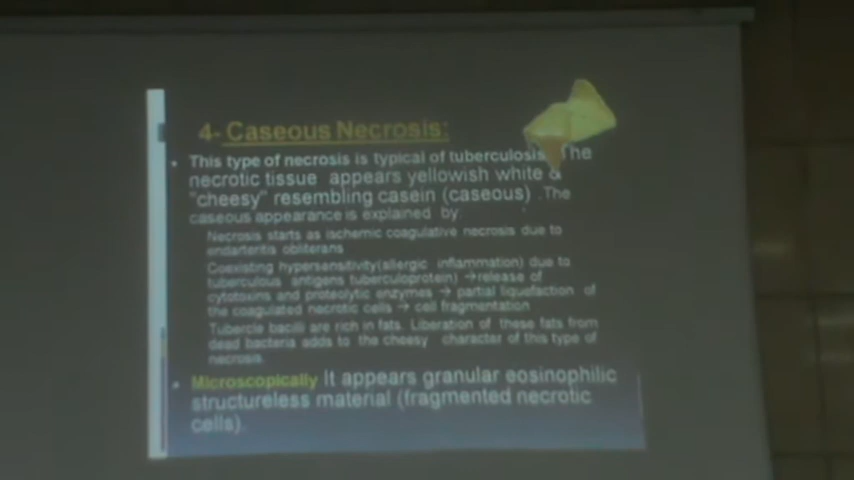 4- Caseous Necrosis:
This type of necrosis is typical of tuberculosis The
necrotic tissue appears yellowish white &
"cheesy" resembling casein (caseous) .The
caseous appearance is explained by
Necrosis starts as ischemic coagulative necrosis due to
endarteritis obliterans
Coexisting hypersensitivity(allergic inflammation) due to
tuberculous antigens tuberculoprotein) →release of
cytotoxins and proteolytic enzymes → partial liquefaction of
the coagulated necrotic cells → cell fragmentation
Tubercle bacilli are rich in fats. Liberation of these fats from
dead bacteria adds to the cheesy character of this type of
necrosis
Microscopically It appears granular eosinophilic
structureless material (fragmented necrotic
cells).